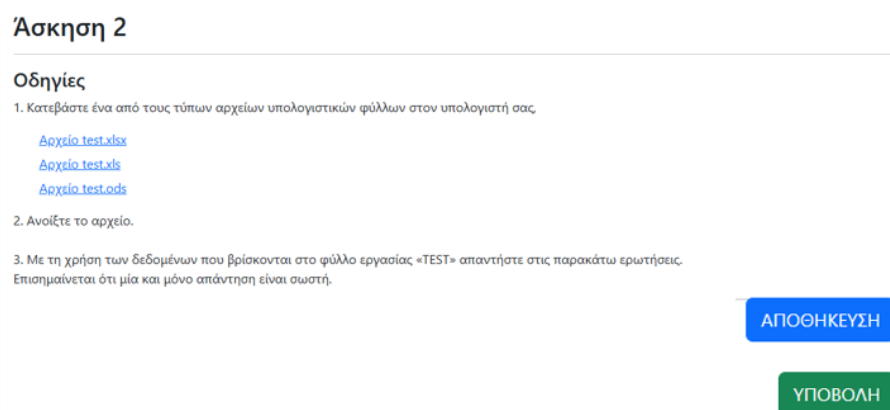 Άσκηση 2
Οδηγίες
1. Κατεβάστε ένα από τους τύπων αρχείων υπολογιστικών φύλλων στον υπολογιστή σας,
Αρχείο test.xlsx
Αρχείο test.xls
Αρχείο test.ods
2. Ανοίξτε το αρχείο.
3. Με τη χρήση των δεδομένων που βρίσκονται στο φύλλο εργασίας «TEST» απαντήστε στις παρακάτω ερωτήσεις.
Επισημαίνεται ότι μία και μόνο απάντηση είναι σωστή.
ΑΠΟΘΗΚΕΥΣΗ
ΥΠΟΒΟΛΗ